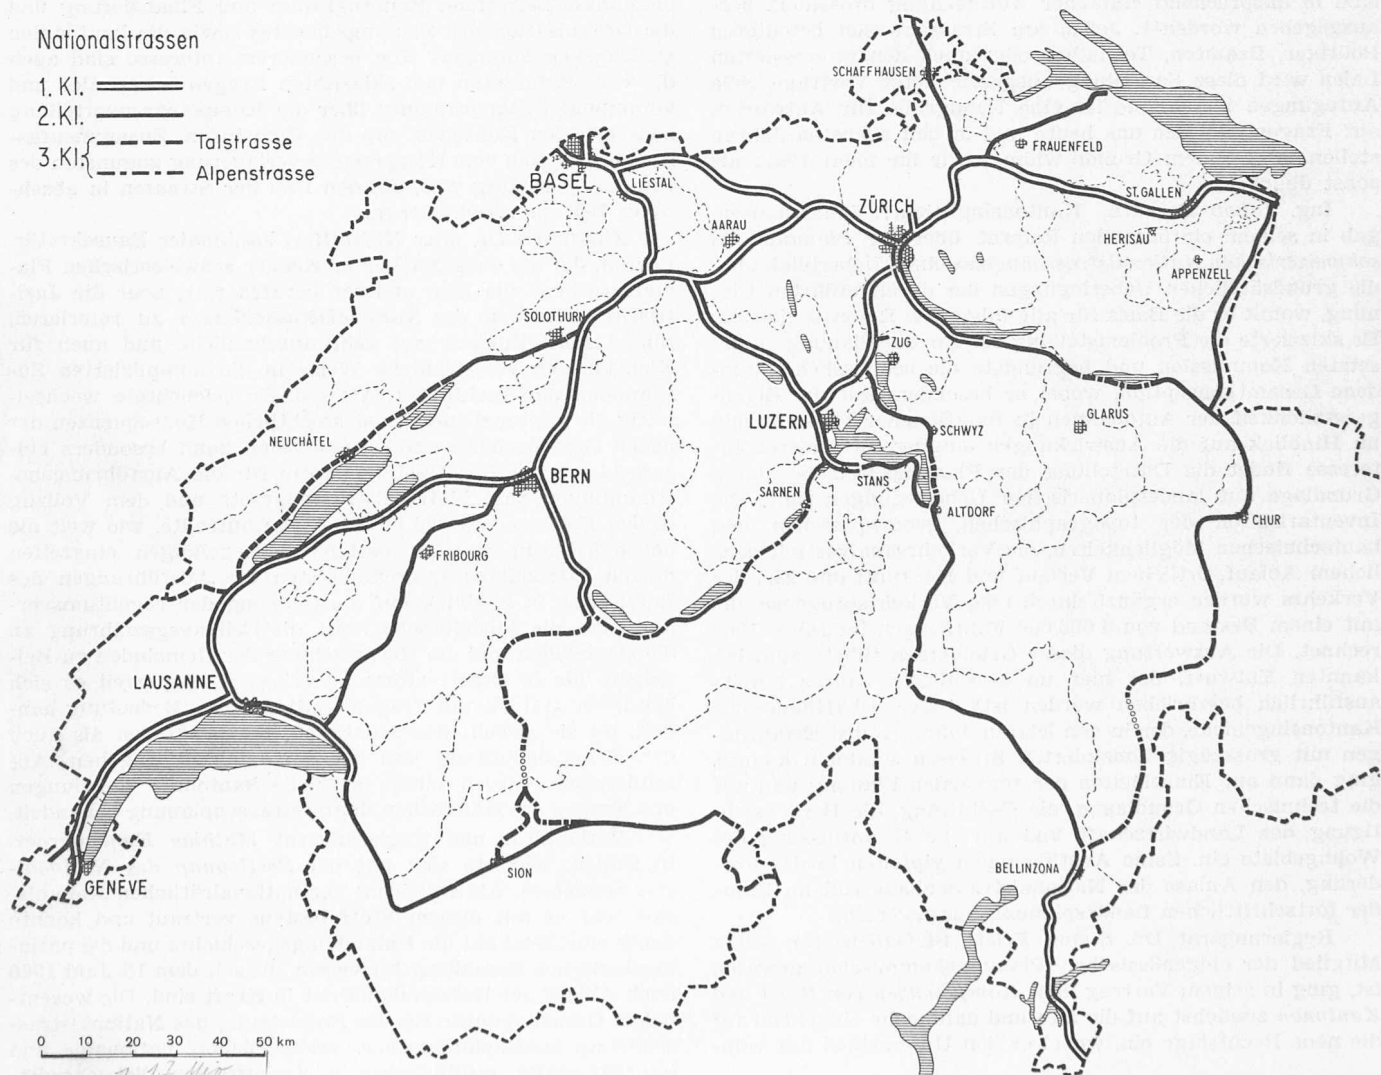 Nationalstrassen
1. Kl.
2. Kl.
3. Kl.
Talstrasse
Alpenstrasse
SCHAFFHAUSEN
FRAUENFELD
BASEL
LIESTAL
ST. GALLEN
ZÜRICH
AARAU
HERISAU
APPENZELL
SOLOTHURN
ZUG
GLARUS
LUZERN
SCHWYZ
NEUCHÂTEL
BERN
STANS
SARNEN
ALTDORF
CHUR
FRIBOURG
LAUSANNE
BELLINZONA
SION
GENÈVE
0 10 20 30 40 50 km